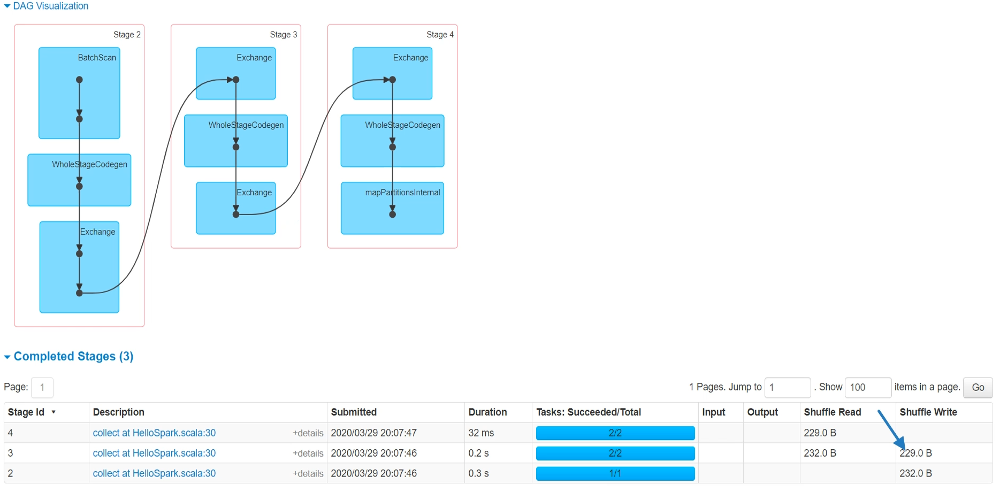 DAG Visualization
Stage 2
Stage 3
Stage 4
BatchScan
Exchange
Exchange
WholeStageCodegen
WholeStageCodegen
WholeStageCodegen
Exchange
mapPartitionsInternal
Exchange
Completed Stages (3)
Page: 1
1 Pages. Jump to 1 . Show 100 items in a page. Go
Stage Id ▾ Description Submitted Duration Tasks: Succeeded/Total Input Output Shuffle Read Shuffle Write
4 collect at HelloSpark.scala:30 +details 2020/03/29 20:07:47 32 ms 2/2 229.0 B
3 collect at HelloSpark.scala:30 +details 2020/03/29 20:07:46 0.2 s 2/2 232.0 B 229.0 B
2 collect at HelloSpark.scala:30 +details 2020/03/29 20:07:46 0.3 s 1/1 232.0 B